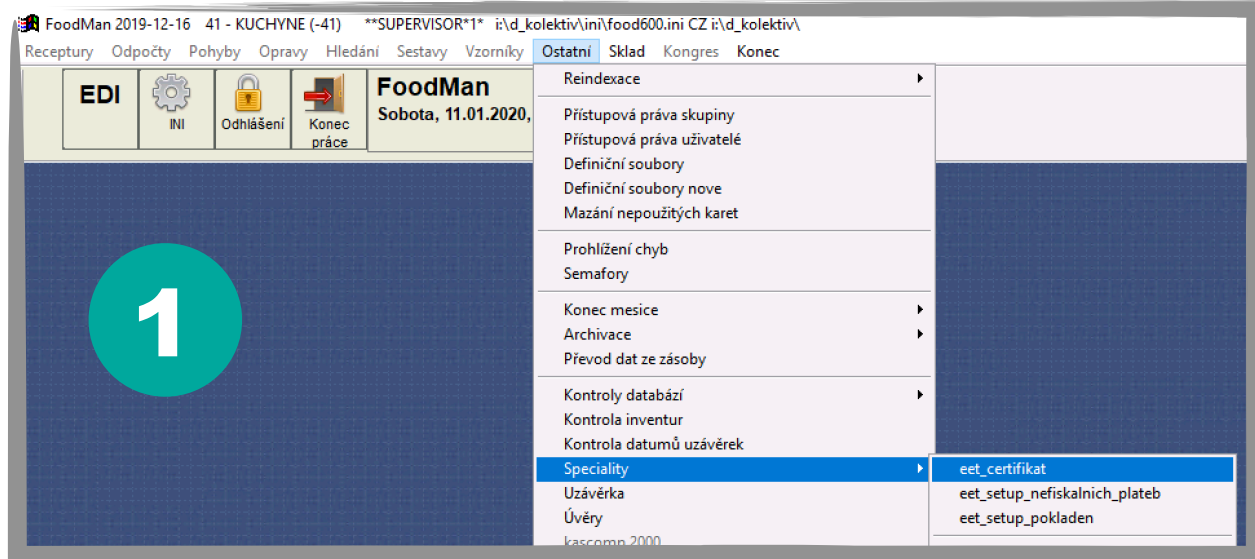 FoodMan 2019-12-16 41 - KUCHYNE (-41) **SUPERVISOR*1* i:\d_kolektiv\ini\food600.ini CZ i:\d_kolektiv\
Receptury Odpočty Pohyby Opravy Hledání Sestavy Vzorníky Ostatní Sklad Kongres Konec
EDI
INI
Odhlášení
Konec
práce
FoodMan
Sobota, 11.01.2020,
1
Reindexace
Přístupová práva skupiny
Přístupová práva uživatelé
Definiční soubory
Definiční soubory nove
Mazání nepoužitých karet
Prohlížení chyb
Semafory
Konec mesice
Archivace
Převod dat ze zásoby
Kontroly databází
Kontrola inventur
Kontrola datumů uzávěrek
Speciality
Uzávěrka
Úvěry
kascomp 2000
eet_certifikat
eet_setup_nefiskalnich_plateb
eet_setup_pokladen